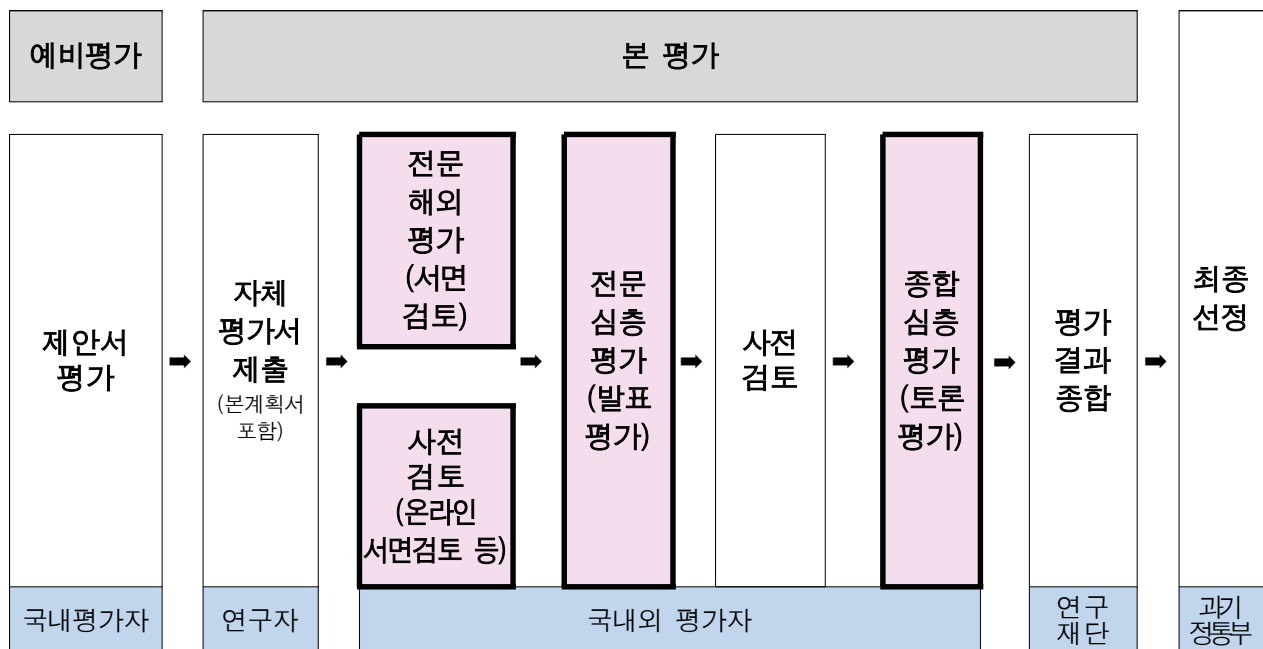 예비평가
본 평가
제안서
평가
➡
자체
평가서
제출
(본계획서
포함)
➡
전문
해외
평가
(서면
검토)
사전
검토
(온라인
서면검토 등)
➡
전문
심층
평가
(발표
평가)
➡
사전
검토
➡
종합
심층
평가
(토론
평가)
➡
평가
결과
종합
➡
최종
선정
국내평가자
연구자
국내외 평가자
연구
재단
과기
정통부